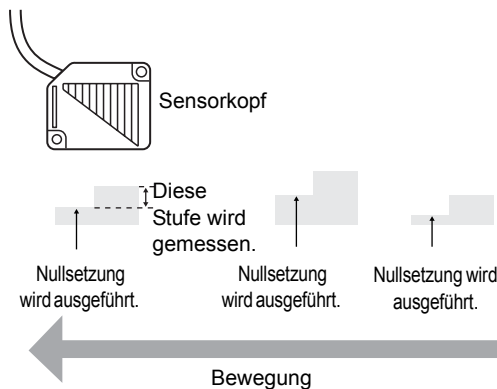 Sensorkopf
Diese
Stufe wird
gemessen.
Nullsetzung
wird ausgeführt.
Nullsetzung
wird ausgeführt.
Nullsetzung wird
ausgeführt.
Bewegung